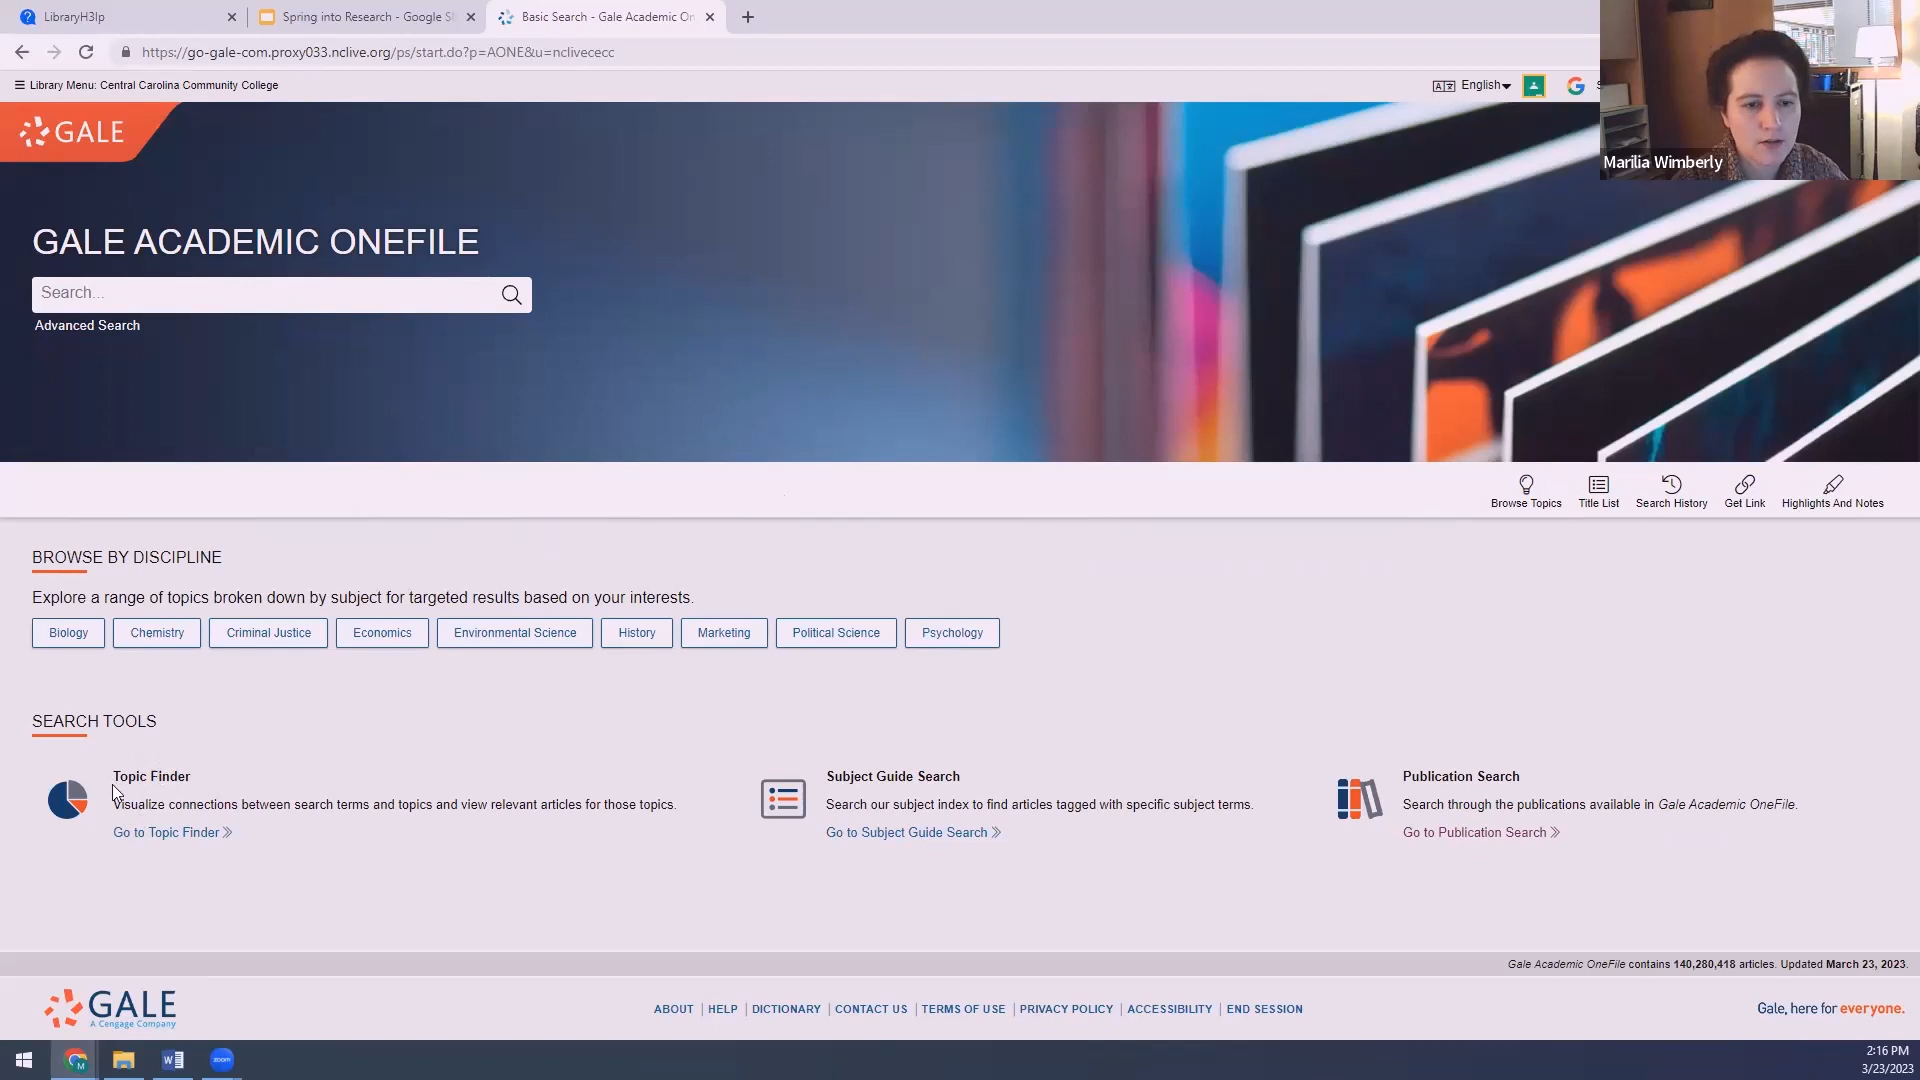 LibraryH3lp
Spring into Research - Google Sl
Basic Search - Gale Academic On
https://go-gale-com.proxy033.nclive.org/ps/start.do?p=AONE&u=nclivececc
Library Menu: Central Carolina Community College
English
GALE
Marilia Wimberly
GALE ACADEMIC ONEFILE
Search...
Advanced Search
Browse Topics
Title List
Search History
Get Link
Highlights And Notes
BROWSE BY DISCIPLINE
Explore a range of topics broken down by subject for targeted results based on your interests.
Biology
Chemistry
Criminal Justice
Economics
Environmental Science
History
Marketing
Political Science
Psychology
SEARCH TOOLS
Topic Finder
Visualize connections between search terms and topics and view relevant articles for those topics.
Go to Topic Finder
Subject Guide Search
Search our subject index to find articles tagged with specific subject terms.
Go to Subject Guide Search
Publication Search
Search through the publications available in Gale Academic OneFile.
Go to Publication Search
Gale Academic OneFile contains 140,280,418 articles. Updated March 23, 2023.
GALE
A Cengage Company
ABOUT | HELP | DICTIONARY | CONTACT US | TERMS OF USE | PRIVACY POLICY | ACCESSIBILITY | END SESSION
Gale, here for everyone.
zoom
2:16 PM
3/23/2023